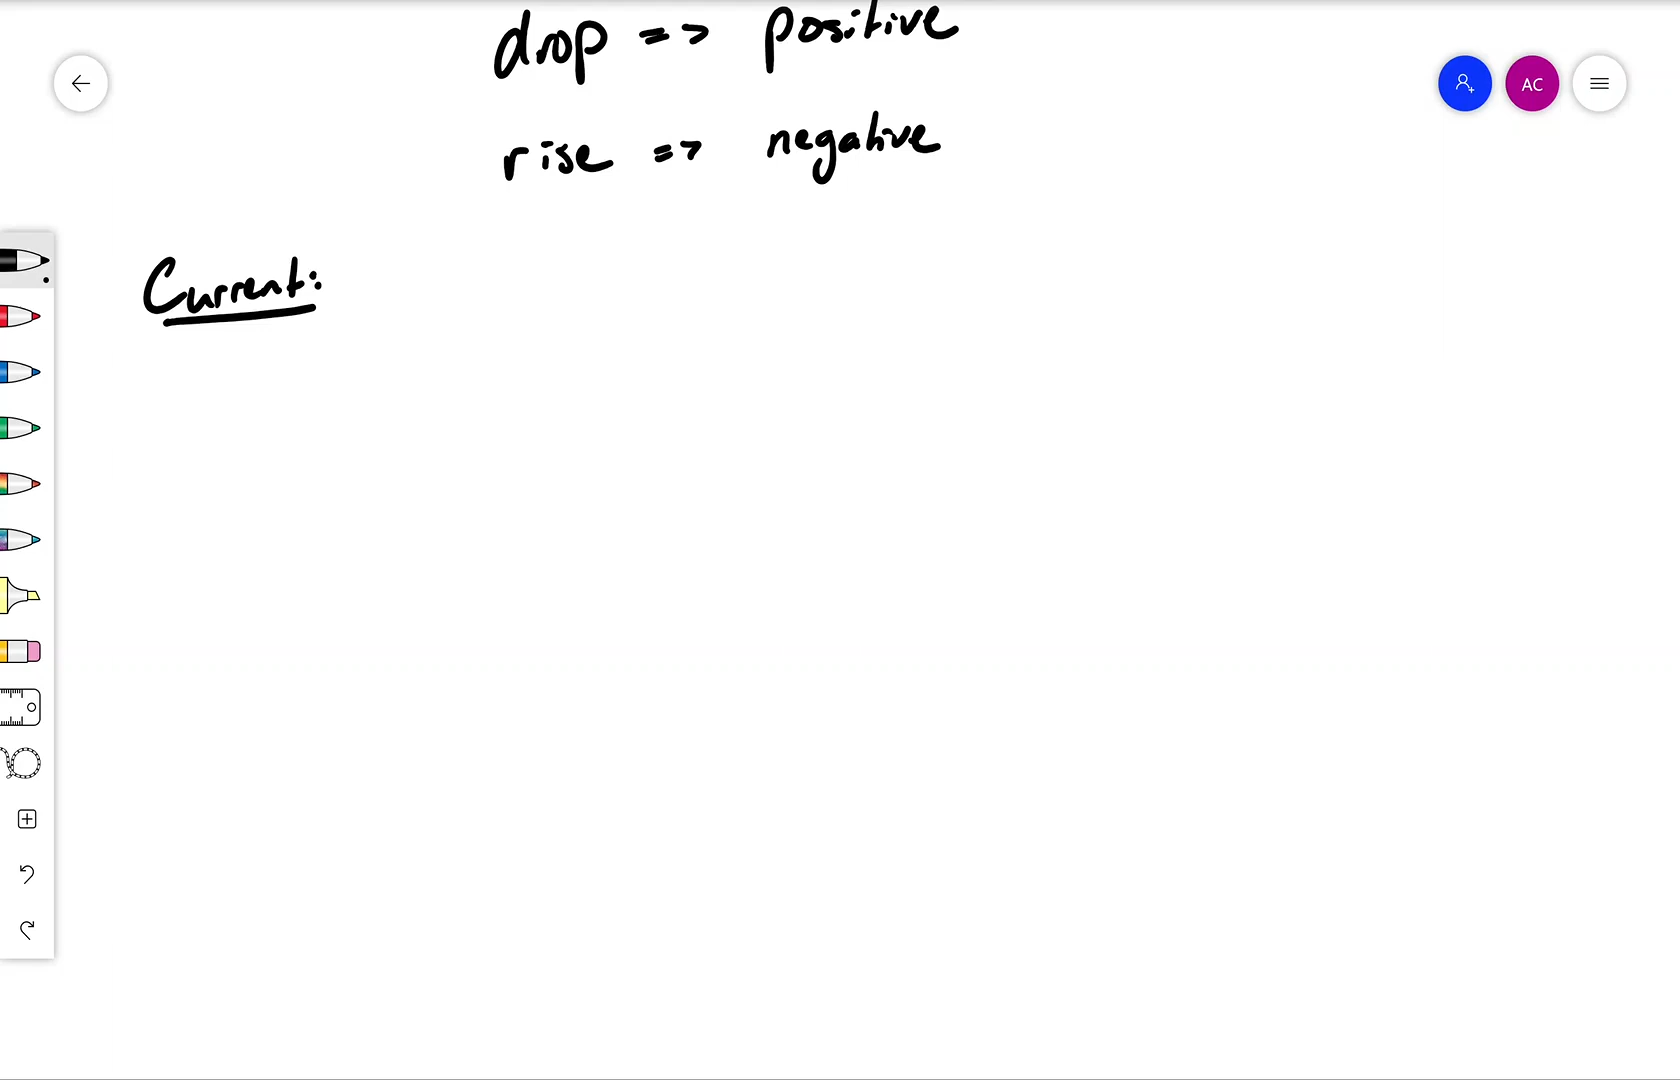 drop => positive
AC
rise => negative
Current: